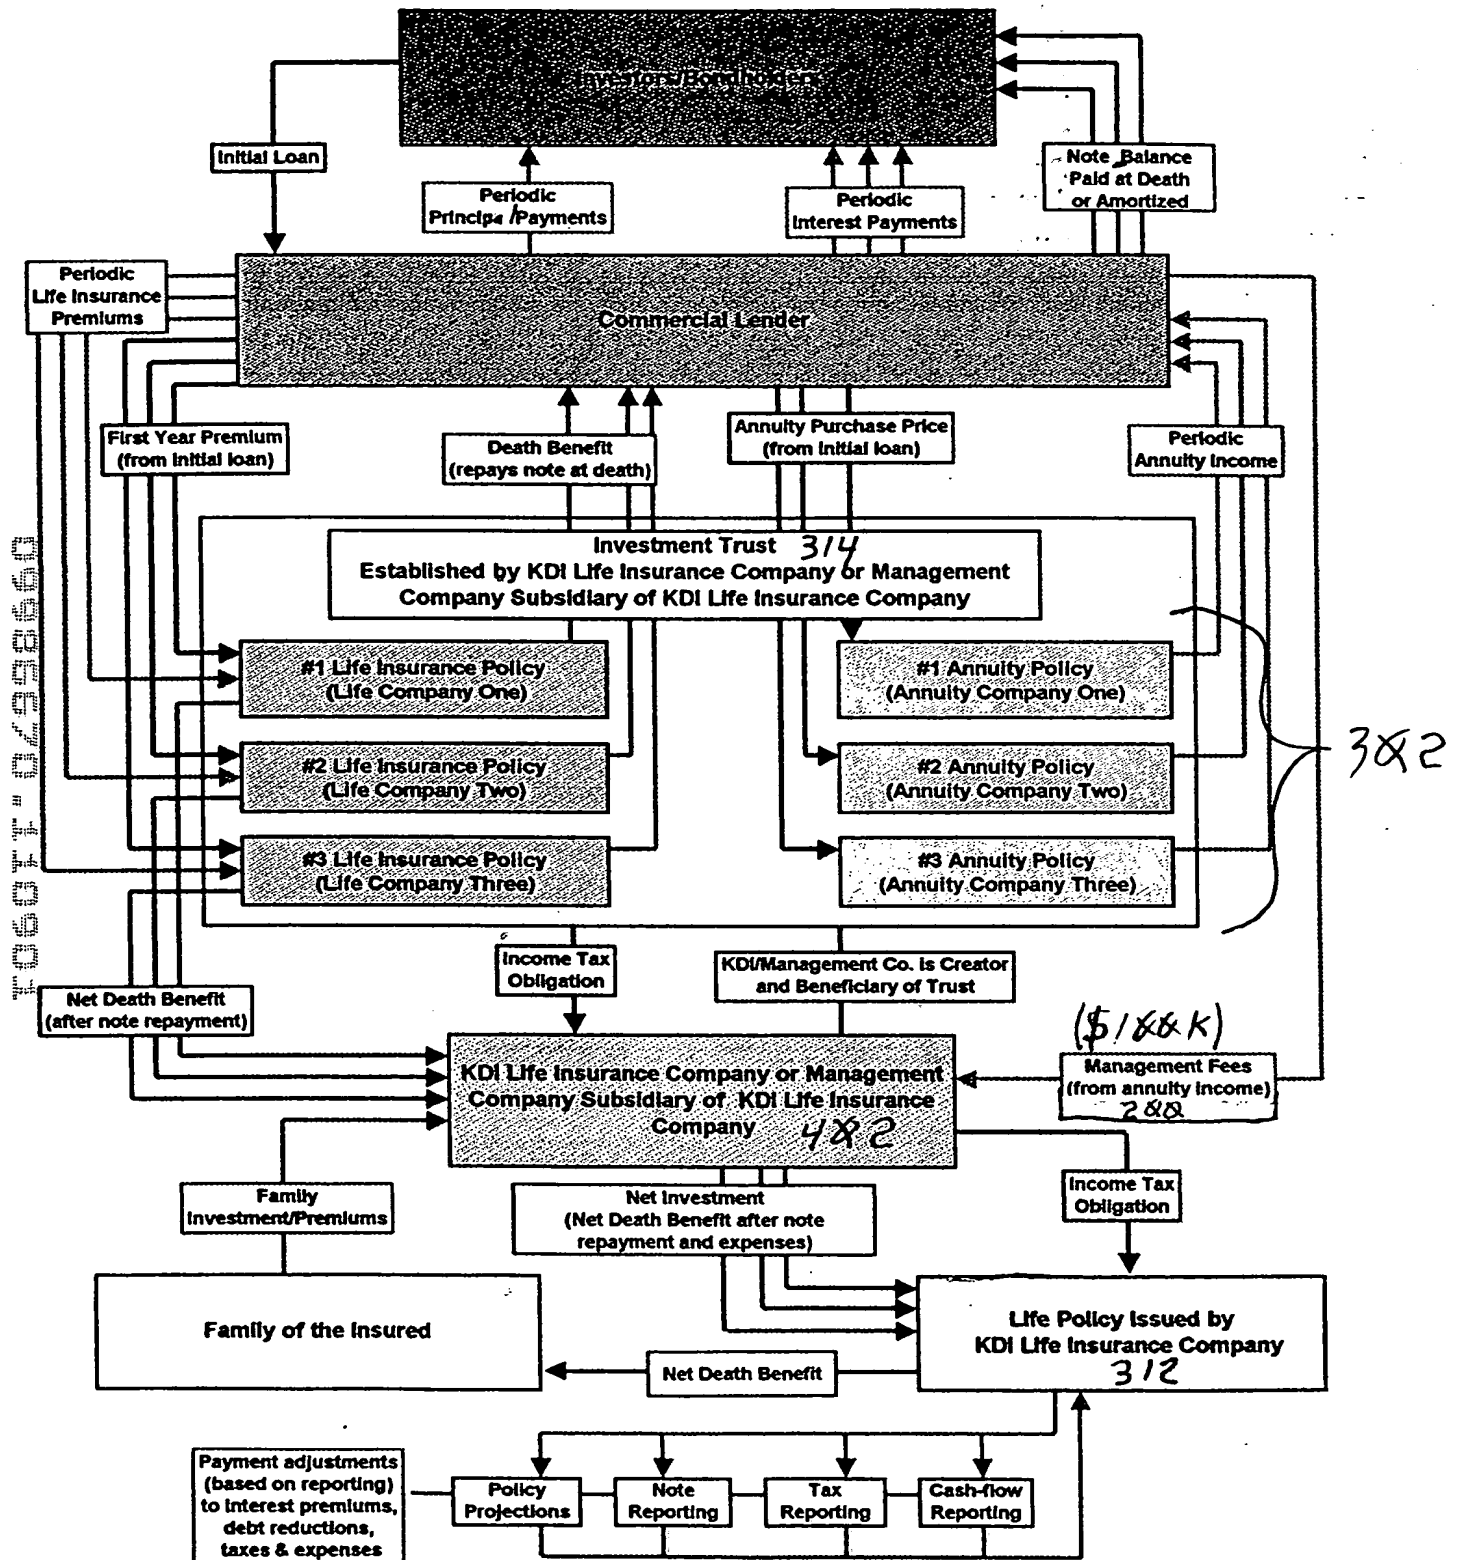 Investors/Bondholders
Initial Loan
Periodic
Principal Payments
Periodic
Interest Payments
Note Balance
Paid at Death
or Amortized
Periodic
Life Insurance
Premiums
Commercial Lender
First Year Premium
(from initial loan)
Death Benefit
(repays note at death)
Annuity Purchase Price
(from initial loan)
Periodic
Annuity Income
Investment Trust 314
Established by KDI Life Insurance Company or Management
Company Subsidiary of KDI Life Insurance Company
#1 Life Insurance Policy
(Life Company One)
#1 Annuity Policy
(Annuity Company One)
302
#2 Life Insurance Policy
(Life Company Two)
#2 Annuity Policy
(Annuity Company Two)
#3 Life Insurance Policy
(Life Company Three)
#3 Annuity Policy
(Annuity Company Three)
Income Tax
Obligation
KDI/Management Co. is Creator
and Beneficiary of Trust
Net Death Benefit
(after note repayment)
($100K)
Management Fees
(from annuity income)
200
KDI Life Insurance Company or Management
Company Subsidiary of KDI Life Insurance
Company 402
Family
Investment/Premiums
Net Investment
(Net Death Benefit after note
repayment and expenses)
Income Tax
Obligation
Family of the Insured
Life Policy Issued by
KDI Life Insurance Company
312
Net Death Benefit
Payment adjustments
(based on reporting)
to interest premiums,
debt reductions,
taxes & expenses
Policy
Projections
Note
Reporting
Tax
Reporting
Cash-flow
Reporting